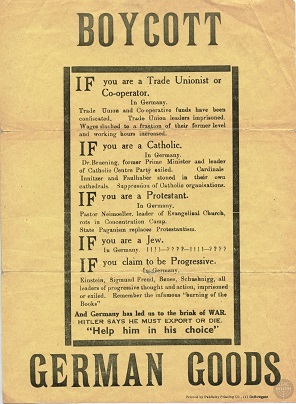 BOYCOTT
IF you are a Trade Unionist or
Co-operator.
In Germany.
Trade Union and Co-operative funds have been
confiscated. Trade Union leaders imprisoned.
Wages slashed to a fraction of their former level
and working hours increased.
IF you are a Catholic.
In Germany.
Dr. Bruening, former Prime Minister and leader
of Catholic Centre Party exiled. Cardinals
Innitzer and Faulhaber stoned in their own
cathedrals. Suppression of Catholic organisations.
IF you are a Protestant.
In Germany.
Pastor Neimoeller, leader of Evangelical Church,
rots in Concentration Camp.
State Paganism replaces Protestantism.
IF you are a Jew.
In Germany. !!!!—????—!!!!—????
IF you claim to be Progressive.
In Germany.
Einstein, Sigmund Freud, Benes, Schuschnigg, all
leaders of progressive thought and action, imprisoned
or exiled. Remember the infamous "burning of the
Books"
And Germany has led us to the brink of WAR.
HITLER SAYS HE MUST EXPORT OR DIE.
"Help him in his choice"
GERMAN GOODS
Printed by Publicity Printing Co., 111